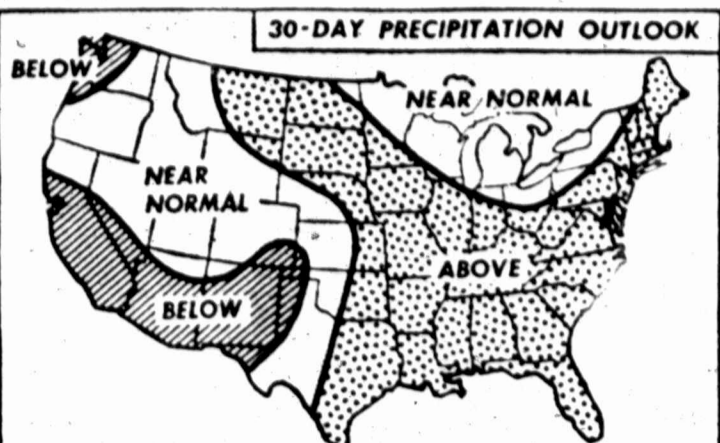 30-DAY PRECIPITATION OUTLOOK
BELOW
NEAR NORMAL
NEAR
NORMAL
ABOVE
BELOW